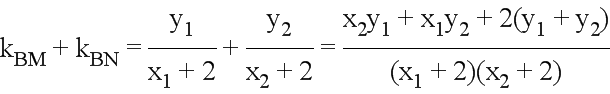 k_BM + k_BN = y_1/(x_1 + 2) + y_2/(x_2 + 2) = (x_2y_1 + x_1y_2 + 2(y_1 + y_2))/((x_1 + 2)(x_2 + 2))